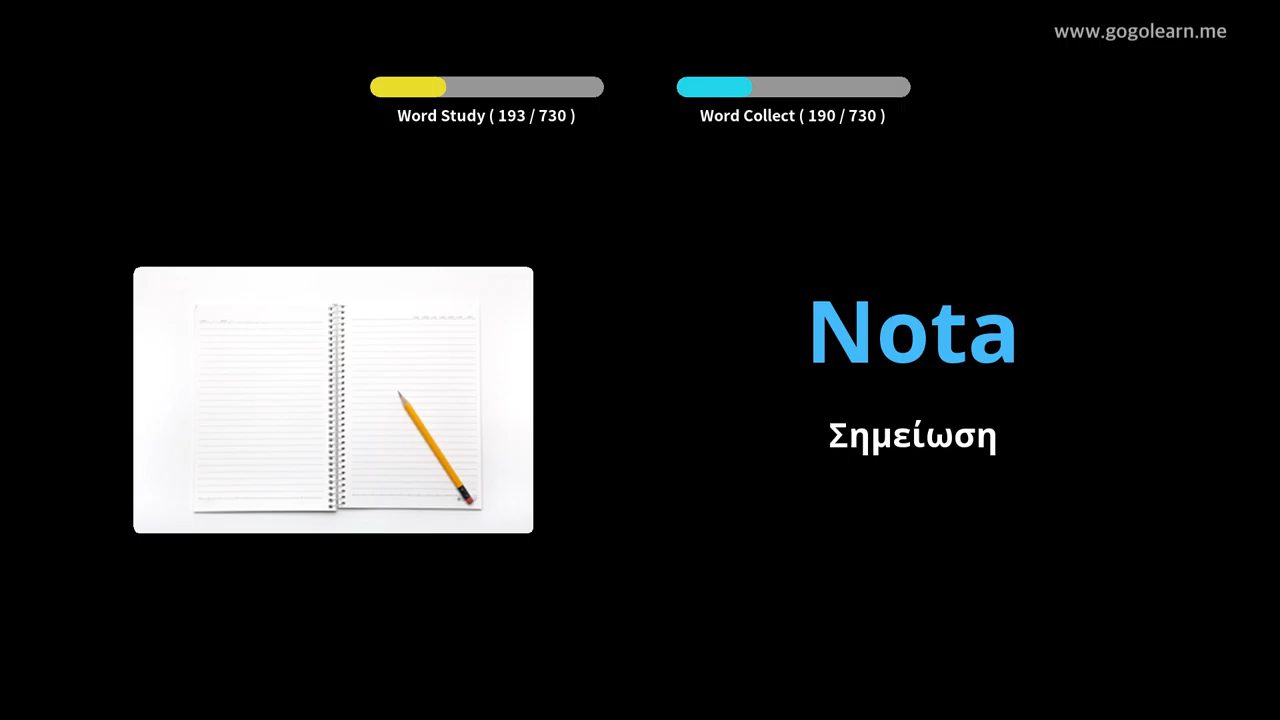 www.gogolearn.me
Word Study ( 193 / 730 )
Word Collect ( 190 / 730 )
Nota
Σημείωση